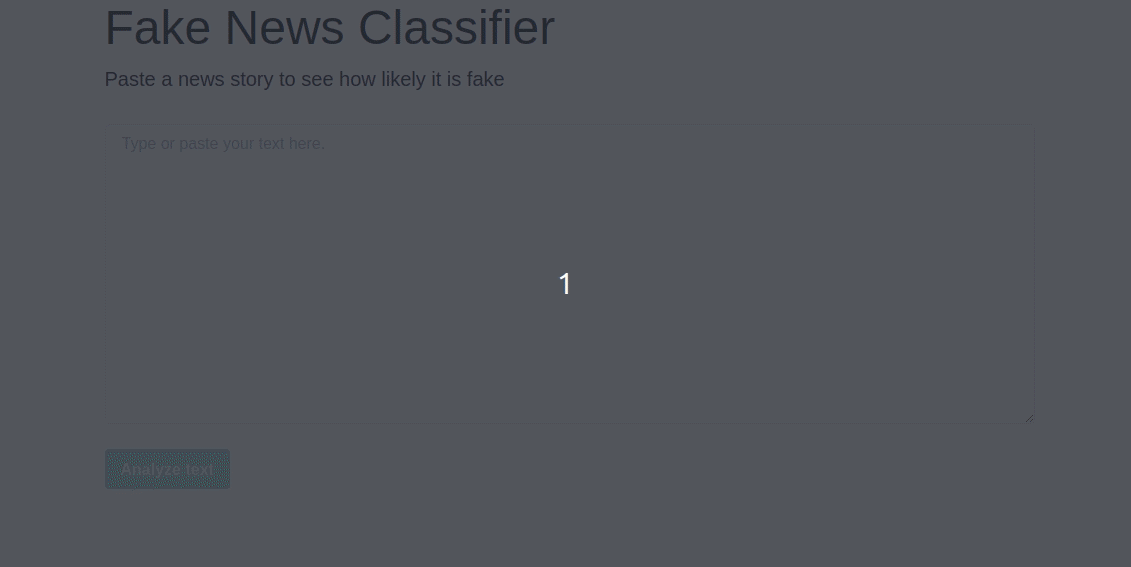 Fake News Classifier
Paste a news story to see how likely it is fake
Type or paste your text here.
1
Analyze text